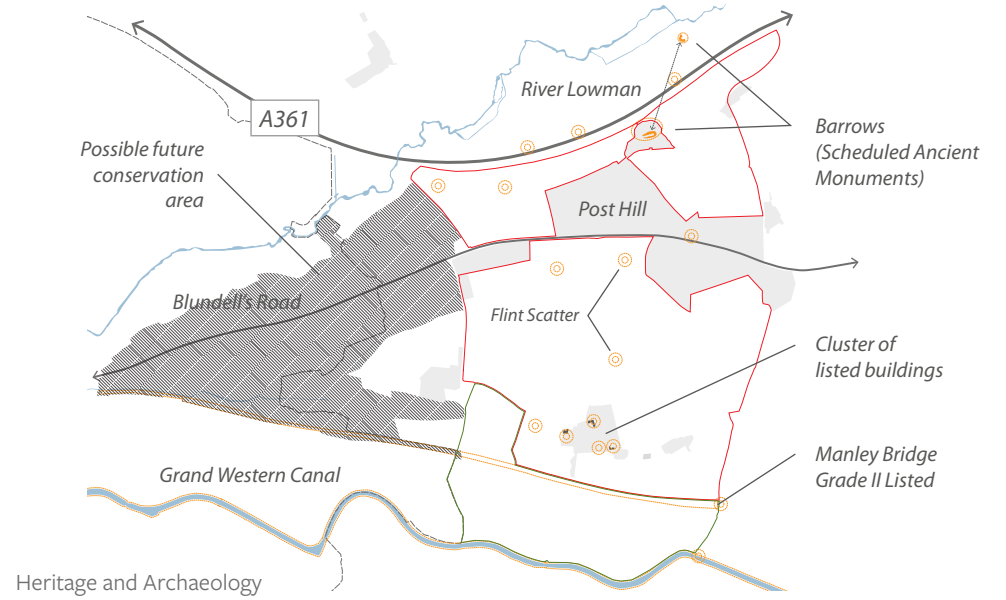 River Lowman
A361
Possible future
conservation
area
Barrows
(Scheduled Ancient
Monuments)
Post Hill
Blundell's Road
Flint Scatter
Cluster of
listed buildings
Manley Bridge
Grade II Listed
Grand Western Canal
Heritage and Archaeology